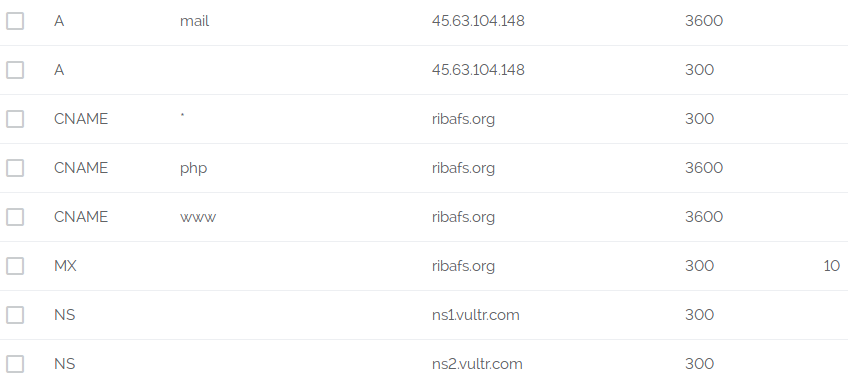 A mail 45.63.104.148 3600
A 45.63.104.148 300
CNAME * ribafs.org 300
CNAME php ribafs.org 3600
CNAME www ribafs.org 3600
MX ribafs.org 300 10
NS ns1.vultr.com 300
NS ns2.vultr.com 300